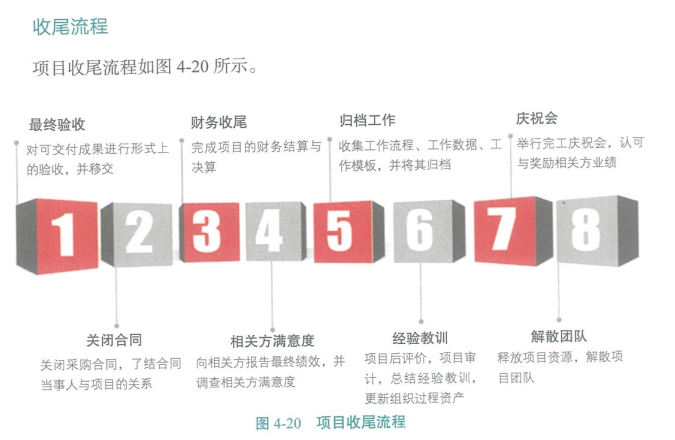 收尾流程
项目收尾流程如图 4-20 所示。
最终验收
对可交付成果进行形式上
的验收，并移交
财务收尾
完成项目的财务结算与
决算
归档工作
收集工作流程、工作数据、工
作模板，并将其归档
庆祝会
举行完工庆祝会，认可
与奖励相关方业绩
1 2 3 4 5 6 7 8
关闭合同
关闭采购合同，了结合同
当事人与项目的关系
相关方满意度
向相关方报告最终绩效，并
调查相关方满意度
经验教训
项目后评价，项目审
计，总结经验教训，
更新组织过程资产
解散团队
释放项目资源，解散项
目团队
图 4-20 项目收尾流程